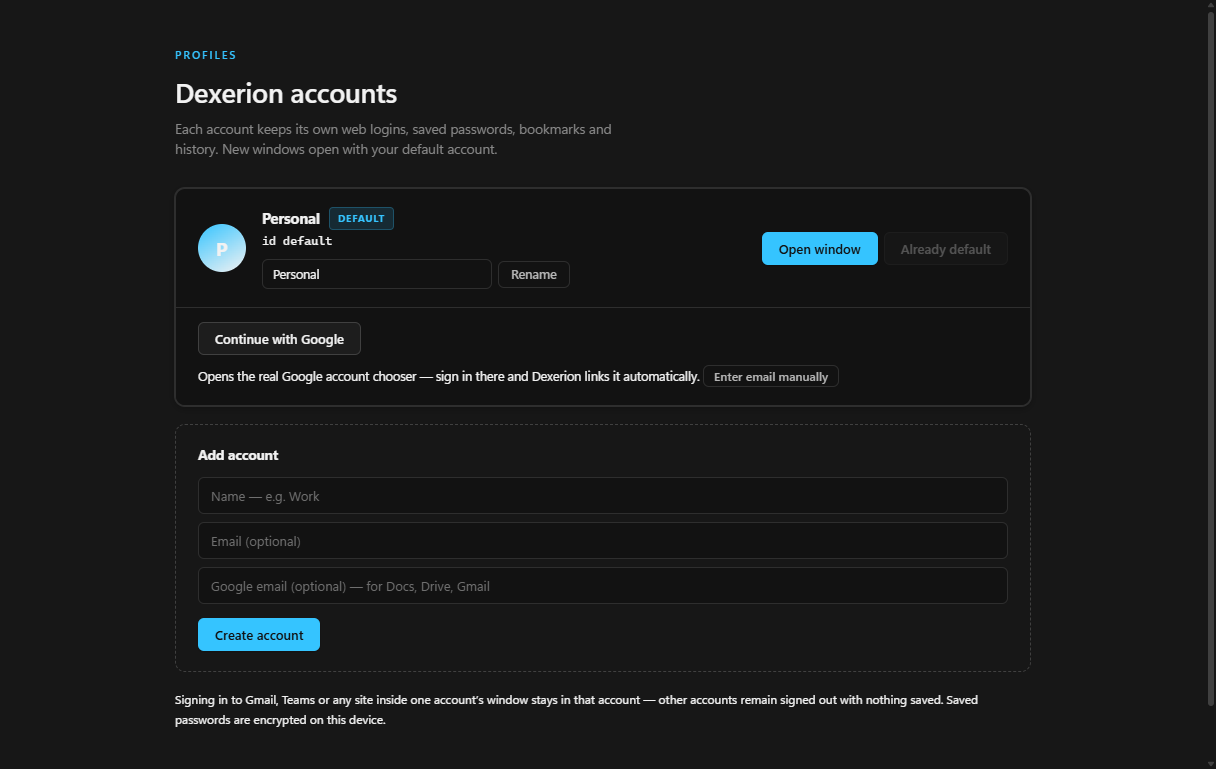 PROFILES
Dexerion accounts
Each account keeps its own web logins, saved passwords, bookmarks and
history. New windows open with your default account.
P
Personal DEFAULT
id default
Personal Rename
Open window Already default
Continue with Google
Opens the real Google account chooser — sign in there and Dexerion links it automatically. Enter email manually
Add account
Name — e.g. Work
Email (optional)
Google email (optional) — for Docs, Drive, Gmail
Create account
Signing in to Gmail, Teams or any site inside one account's window stays in that account — other accounts remain signed out with nothing saved. Saved
passwords are encrypted on this device.